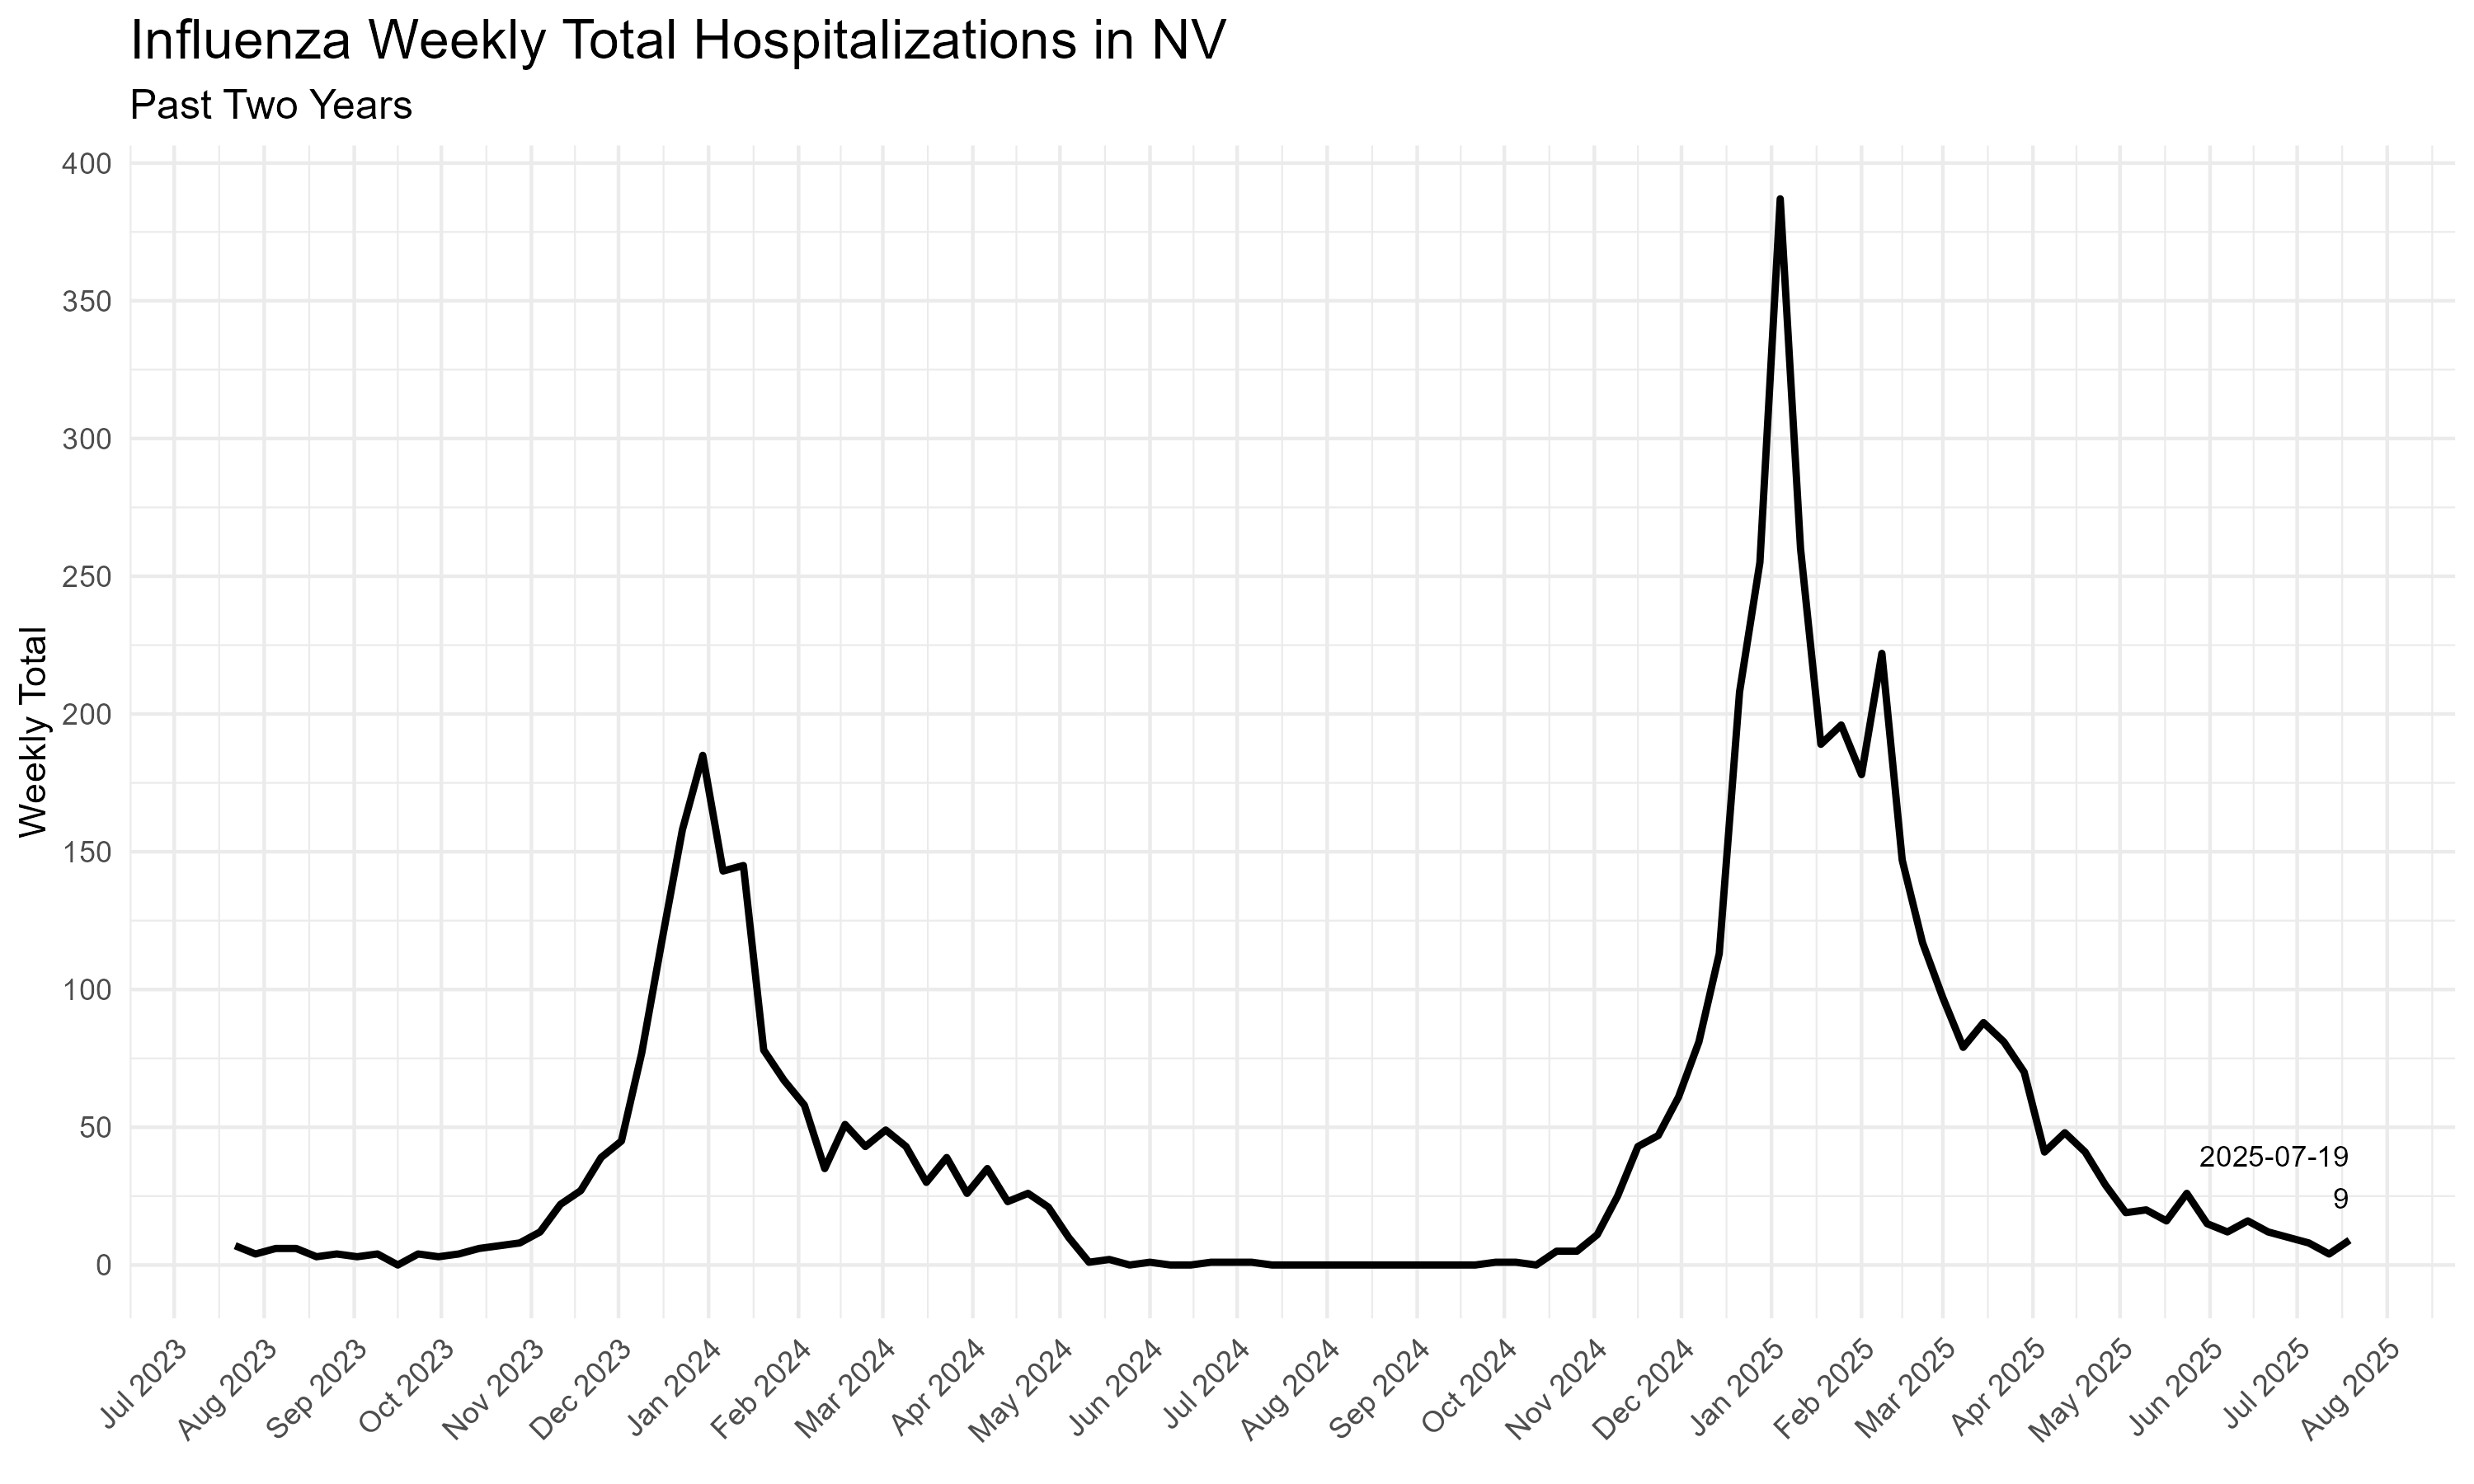 Influenza Weekly Total Hospitalizations in NV
Past Two Years
Weekly Total
400
350
300
250
200
150
100
50
0
2025-07-19
9
Jul 2023
Aug 2023
Sep 2023
Oct 2023
Nov 2023
Dec 2023
Jan 2024
Feb 2024
Mar 2024
Apr 2024
May 2024
Jun 2024
Jul 2024
Aug 2024
Sep 2024
Oct 2024
Nov 2024
Dec 2024
Jan 2025
Feb 2025
Mar 2025
Apr 2025
May 2025
Jun 2025
Jul 2025
Aug 2025